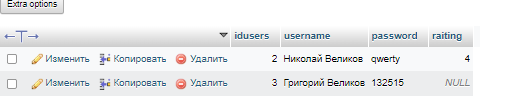 Extra options
←T→ idusers username password raiting
Изменить Копировать Удалить 2 Николай Великов qwerty 4
Изменить Копировать Удалить 3 Григорий Великов 132515 NULL